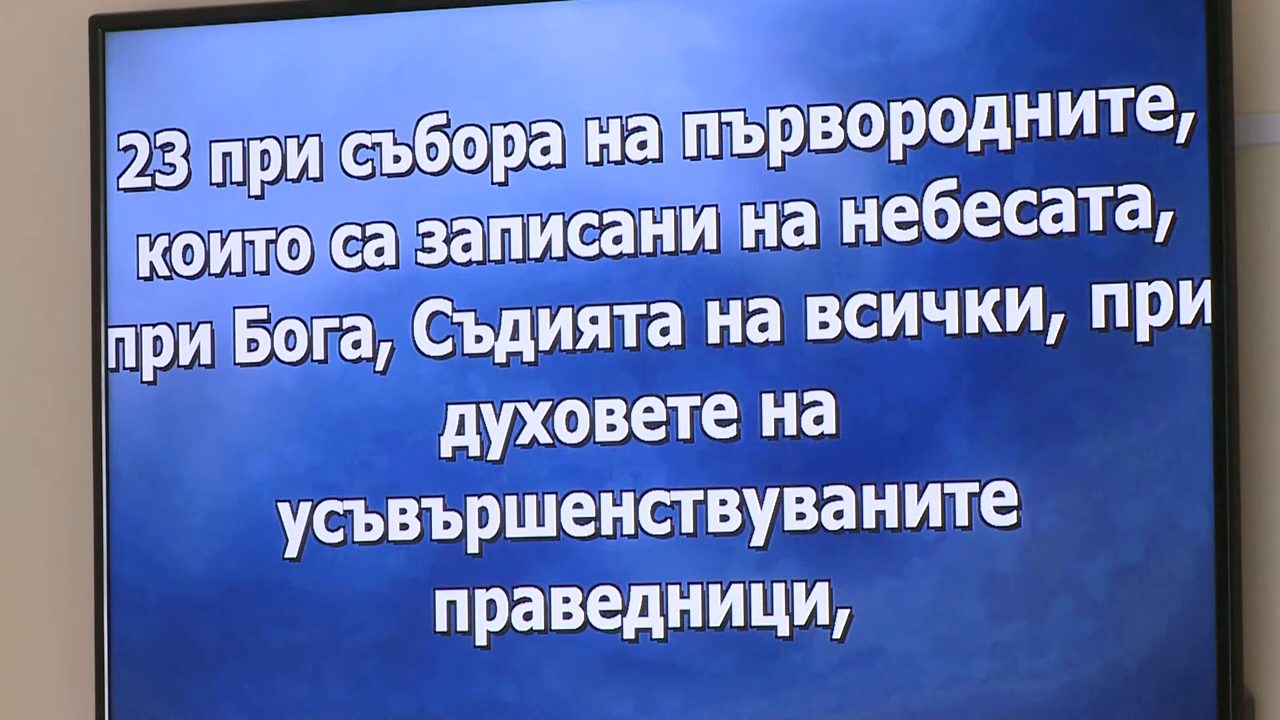 23 при събора на първородните,
които са записани на небесата,
при Бога, Съдията на всички, при
духовете на
усъвършенствуваните
праведници,